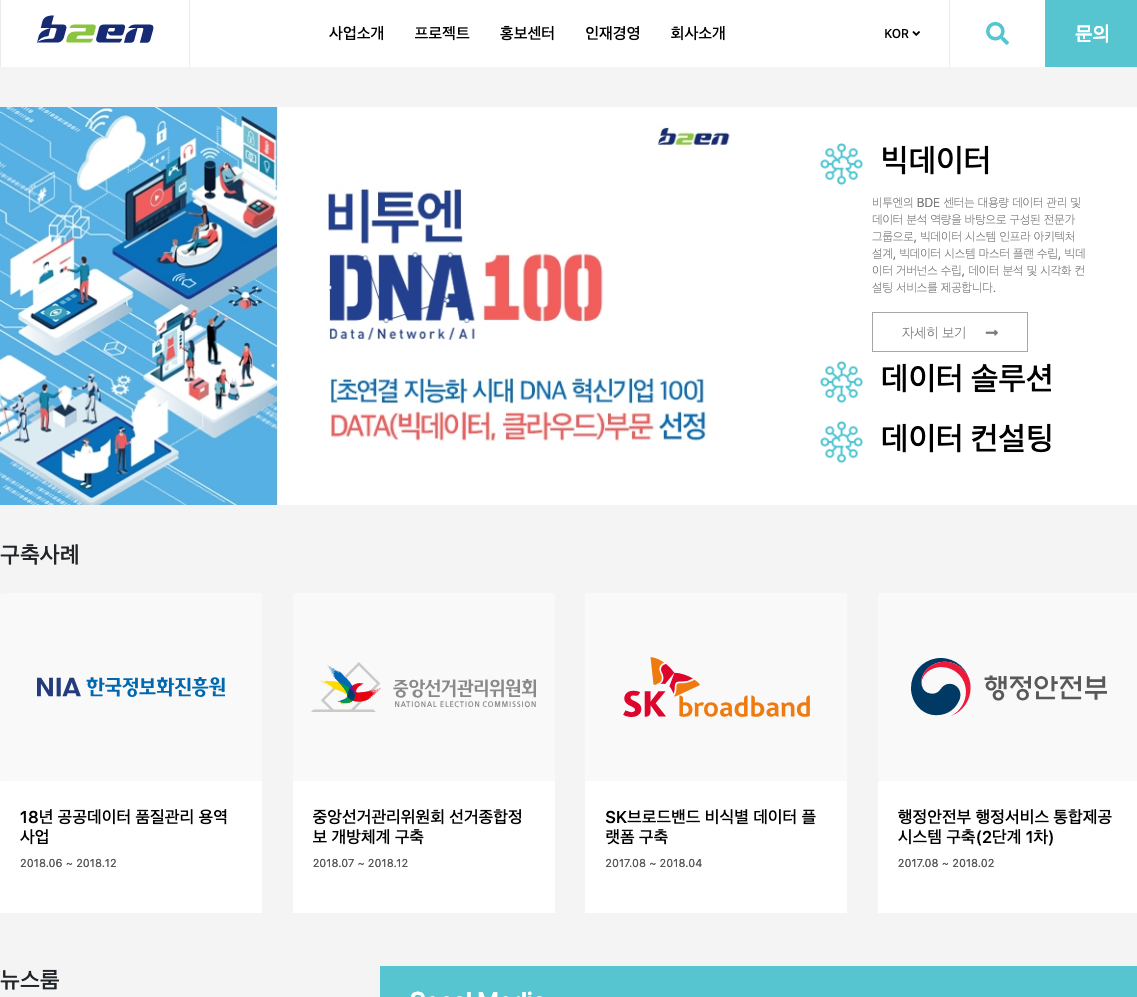 b2en
사업소개 프로젝트 홍보센터 인재경영 회사소개
KOR
문의
b2en
비투엔
DNA 100
Data/Network/AI
[초연결 지능화 시대 DNA 혁신기업 100]
DATA(빅데이터, 클라우드)부문 선정
빅데이터
비투엔의 BDE 센터는 대용량 데이터 관리 및
데이터 분석 역량을 바탕으로 구성된 전문가
그룹으로, 빅데이터 시스템 인프라 아키텍처
설계, 빅데이터 시스템 마스터 플랜 수립, 빅데
이터 거버넌스 수립, 데이터 분석 및 시각화 컨
설팅 서비스를 제공합니다.
자세히 보기
데이터 솔루션
데이터 컨설팅
구축사례
NIA 한국정보화진흥원
18년 공공데이터 품질관리 용역
사업
2018.06 ~ 2018.12
중앙선거관리위원회
NATIONAL ELECTION COMMISSION
중앙선거관리위원회 선거종합정
보 개방체계 구축
2018.07 ~ 2018.12
SK broadband
SK브로드밴드 비식별 데이터 플
랫폼 구축
2017.08 ~ 2018.04
행정안전부
행정안전부 행정서비스 통합제공
시스템 구축(2단계 1차)
2017.08 ~ 2018.02
뉴스룸